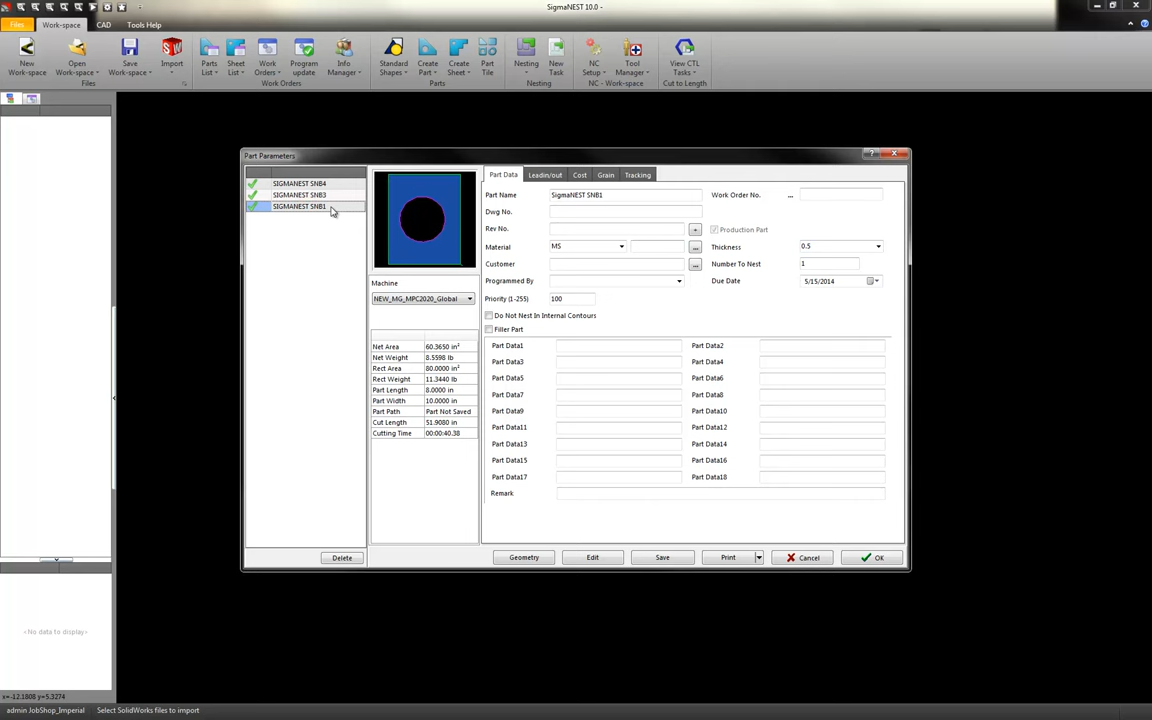 SigmaNEST 10.0 -
Files
Work-space
CAD
Tools Help
New Work-space
Open Work-space
Save Work-space
Import
Parts List
Sheet List
Work Orders
Program update
Info Manager
Standard Shapes
Create Part
Create Sheet
Part Tile
Nesting
New Task
NC Setup
Tool Manager
View CTL Tasks
Files
Work Orders
Parts
Nesting
NC - Work-space
Cut to Length
Part Parameters
SIGMANEST SNB4
SIGMANEST SNB3
SIGMANEST SNB1
Delete
Machine
NEW_MG_MPC2020_Global
Net Area 60.3650 in²
Net Weight 8.5598 lb
Rect Area 80.0000 in²
Rect Weight 11.3440 lb
Part Length 8.0000 in
Part Width 10.0000 in
Part Path Part Not Saved
Cut Length 51.9080 in
Cutting Time 00:00:40.38
Part Data Leadin/out Cost Grain Tracking
Part Name SigmaNEST SNB1 Work Order No. ...
Dwg No.
Rev No. + Production Part
Material MS ... Thickness 0.5
Customer ... Number To Nest 1
Programmed By Due Date 5/15/2014
Priority (1-255) 100
Do Not Nest In Internal Contours
Filler Part
Part Data1 Part Data2
Part Data3 Part Data4
Part Data5 Part Data6
Part Data7 Part Data8
Part Data9 Part Data10
Part Data11 Part Data12
Part Data13 Part Data14
Part Data15 Part Data16
Part Data17 Part Data18
Remark
Geometry Edit Save Print Cancel OK
<No data to display>
x=-12.1808 y=5.3274
admin JobShop_Imperial Select SolidWorks files to import